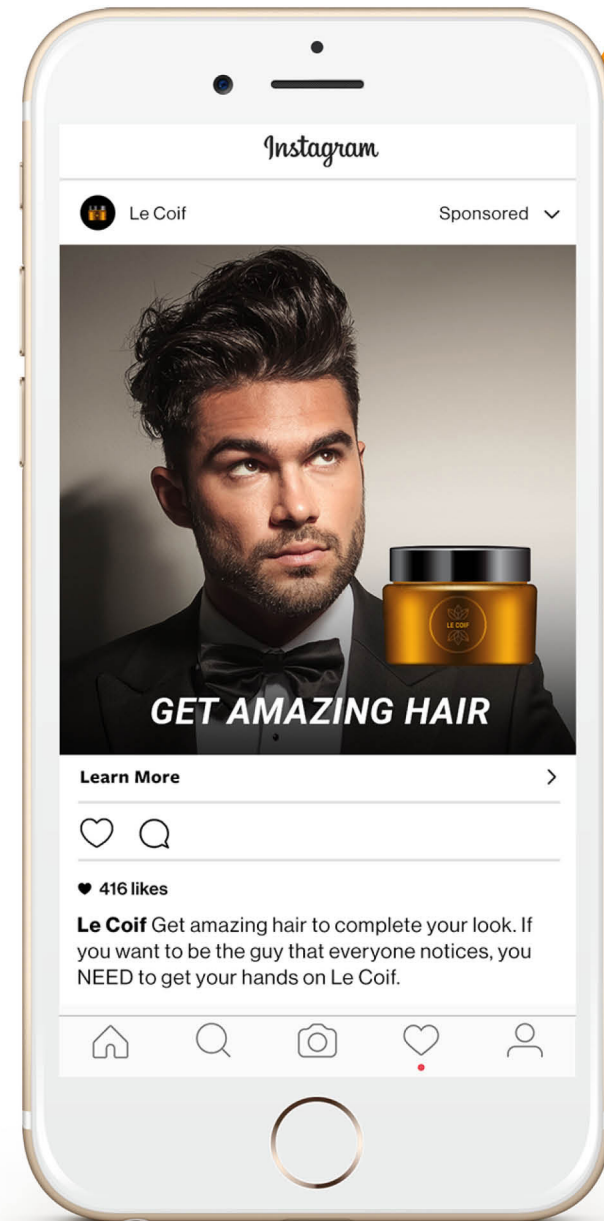 Instagram
Le Coif
Sponsored
LE COIF
GET AMAZING HAIR
Learn More
416 likes
Le Coif Get amazing hair to complete your look. If
you want to be the guy that everyone notices, you
NEED to get your hands on Le Coif.